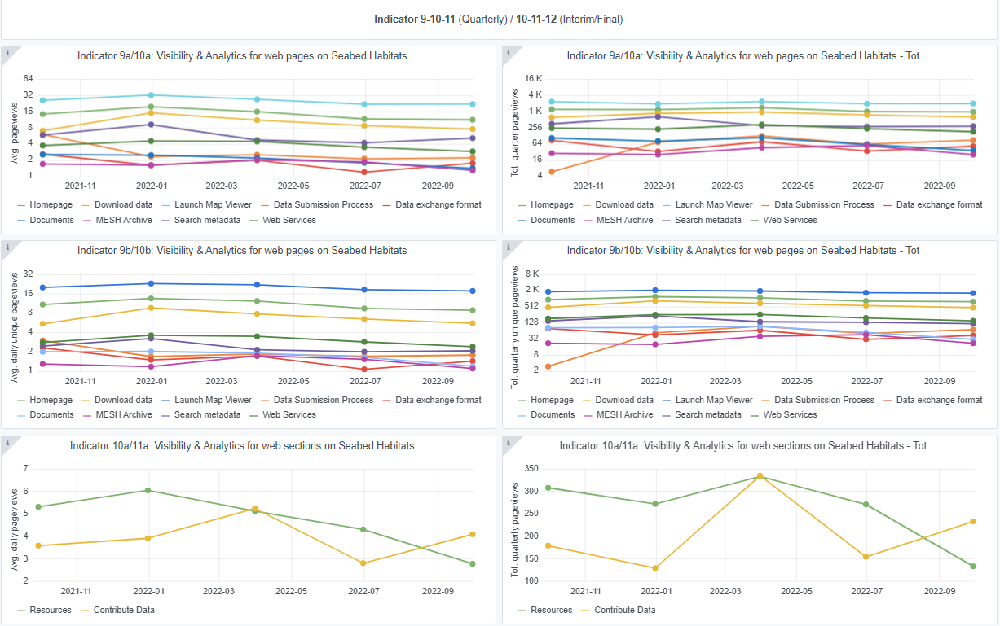 Indicator 9-10-11 (Quarterly) / 10-11-12 (Interim/Final)
i
Indicator 9a/10a: Visibility & Analytics for web pages on Seabed Habitats
Avg. pageviews
64
32
16
8
4
2
1
2021-11 2022-01 2022-03 2022-05 2022-07 2022-09
Homepage Download data Launch Map Viewer Data Submission Process Data exchange format
Documents MESH Archive Search metadata Web Services
i
Indicator 9a/10a: Visibility & Analytics for web pages on Seabed Habitats - Tot
Tot. quarter pageviews
16 K
4 K
1 K
256
64
16
4
2021-11 2022-01 2022-03 2022-05 2022-07 2022-09
Homepage Download data Launch Map Viewer Data Submission Process Data exchange format
Documents MESH Archive Search metadata Web Services
i
Indicator 9b/10b: Visibility & Analytics for web pages on Seabed Habitats
Avg. daily unique pageviews
32
16
8
4
2
1
2021-11 2022-01 2022-03 2022-05 2022-07 2022-09
Homepage Download data Launch Map Viewer Data Submission Process Data exchange format
Documents MESH Archive Search metadata Web Services
i
Indicator 9b/10b: Visibility & Analytics for web pages on Seabed Habitats - Tot
Tot. quarterly unique pageviews
8 K
2 K
512
128
32
8
2
2021-11 2022-01 2022-03 2022-05 2022-07 2022-09
Homepage Download data Launch Map Viewer Data Submission Process Data exchange format
Documents MESH Archive Search metadata Web Services
i
Indicator 10a/11a: Visibility & Analytics for web sections on Seabed Habitats
Avg. daily pageviews
7
6
5
4
3
2
2021-11 2022-01 2022-03 2022-05 2022-07 2022-09
Resources Contribute Data
i
Indicator 10a/11a: Visibility & Analytics for web sections on Seabed Habitats - Tot
Tot. quarterly pageviews
350
300
250
200
150
100
2021-11 2022-01 2022-03 2022-05 2022-07 2022-09
Resources Contribute Data